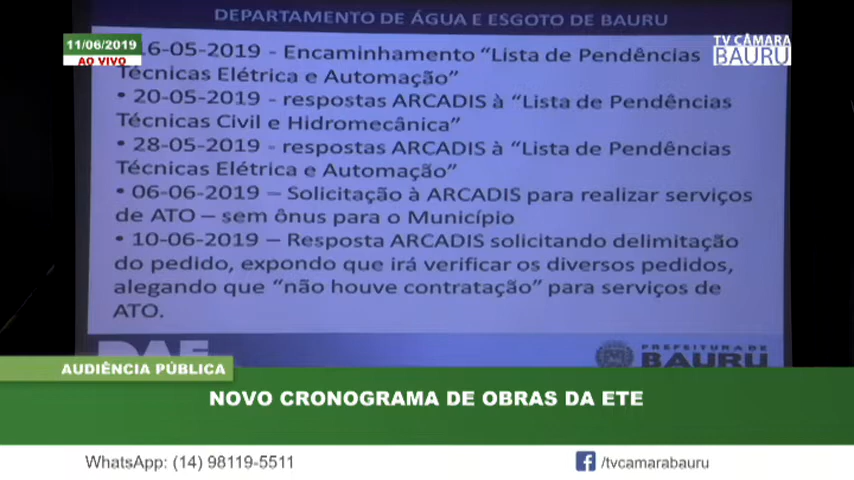 DEPARTAMENTO DE ÁGUA E ESGOTO DE BAURU
11/06/2019
AO VIVO
TV CÂMARA
BAURU
16-05-2019 - Encaminhamento “Lista de Pendências
Técnicas Elétrica e Automação”
• 20-05-2019 - respostas ARCADIS à “Lista de Pendências
Técnicas Civil e Hidromecânica”
• 28-05-2019 - respostas ARCADIS à “Lista de Pendências
Técnicas Elétrica e Automação”
• 06-06-2019 – Solicitação à ARCADIS para realizar serviços
de ATO – sem ônus para o Município
• 10-06-2019 – Resposta ARCADIS solicitando delimitação
do pedido, expondo que irá verificar os diversos pedidos,
alegando que “não houve contratação” para serviços de
ATO.
DAE
PREFEITURA DE
BAURU
AUDIÊNCIA PÚBLICA
NOVO CRONOGRAMA DE OBRAS DA ETE
WhatsApp: (14) 98119-5511
/tvcamarabauru